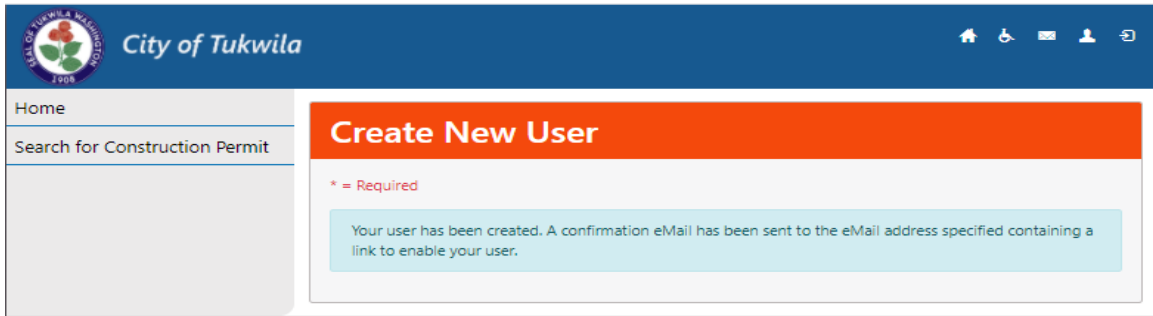 SEAL OF TUKWILA WASHINGTON
1908
City of Tukwila
Home
Search for Construction Permit
Create New User
* = Required
Your user has been created. A confirmation eMail has been sent to the eMail address specified containing a
link to enable your user.